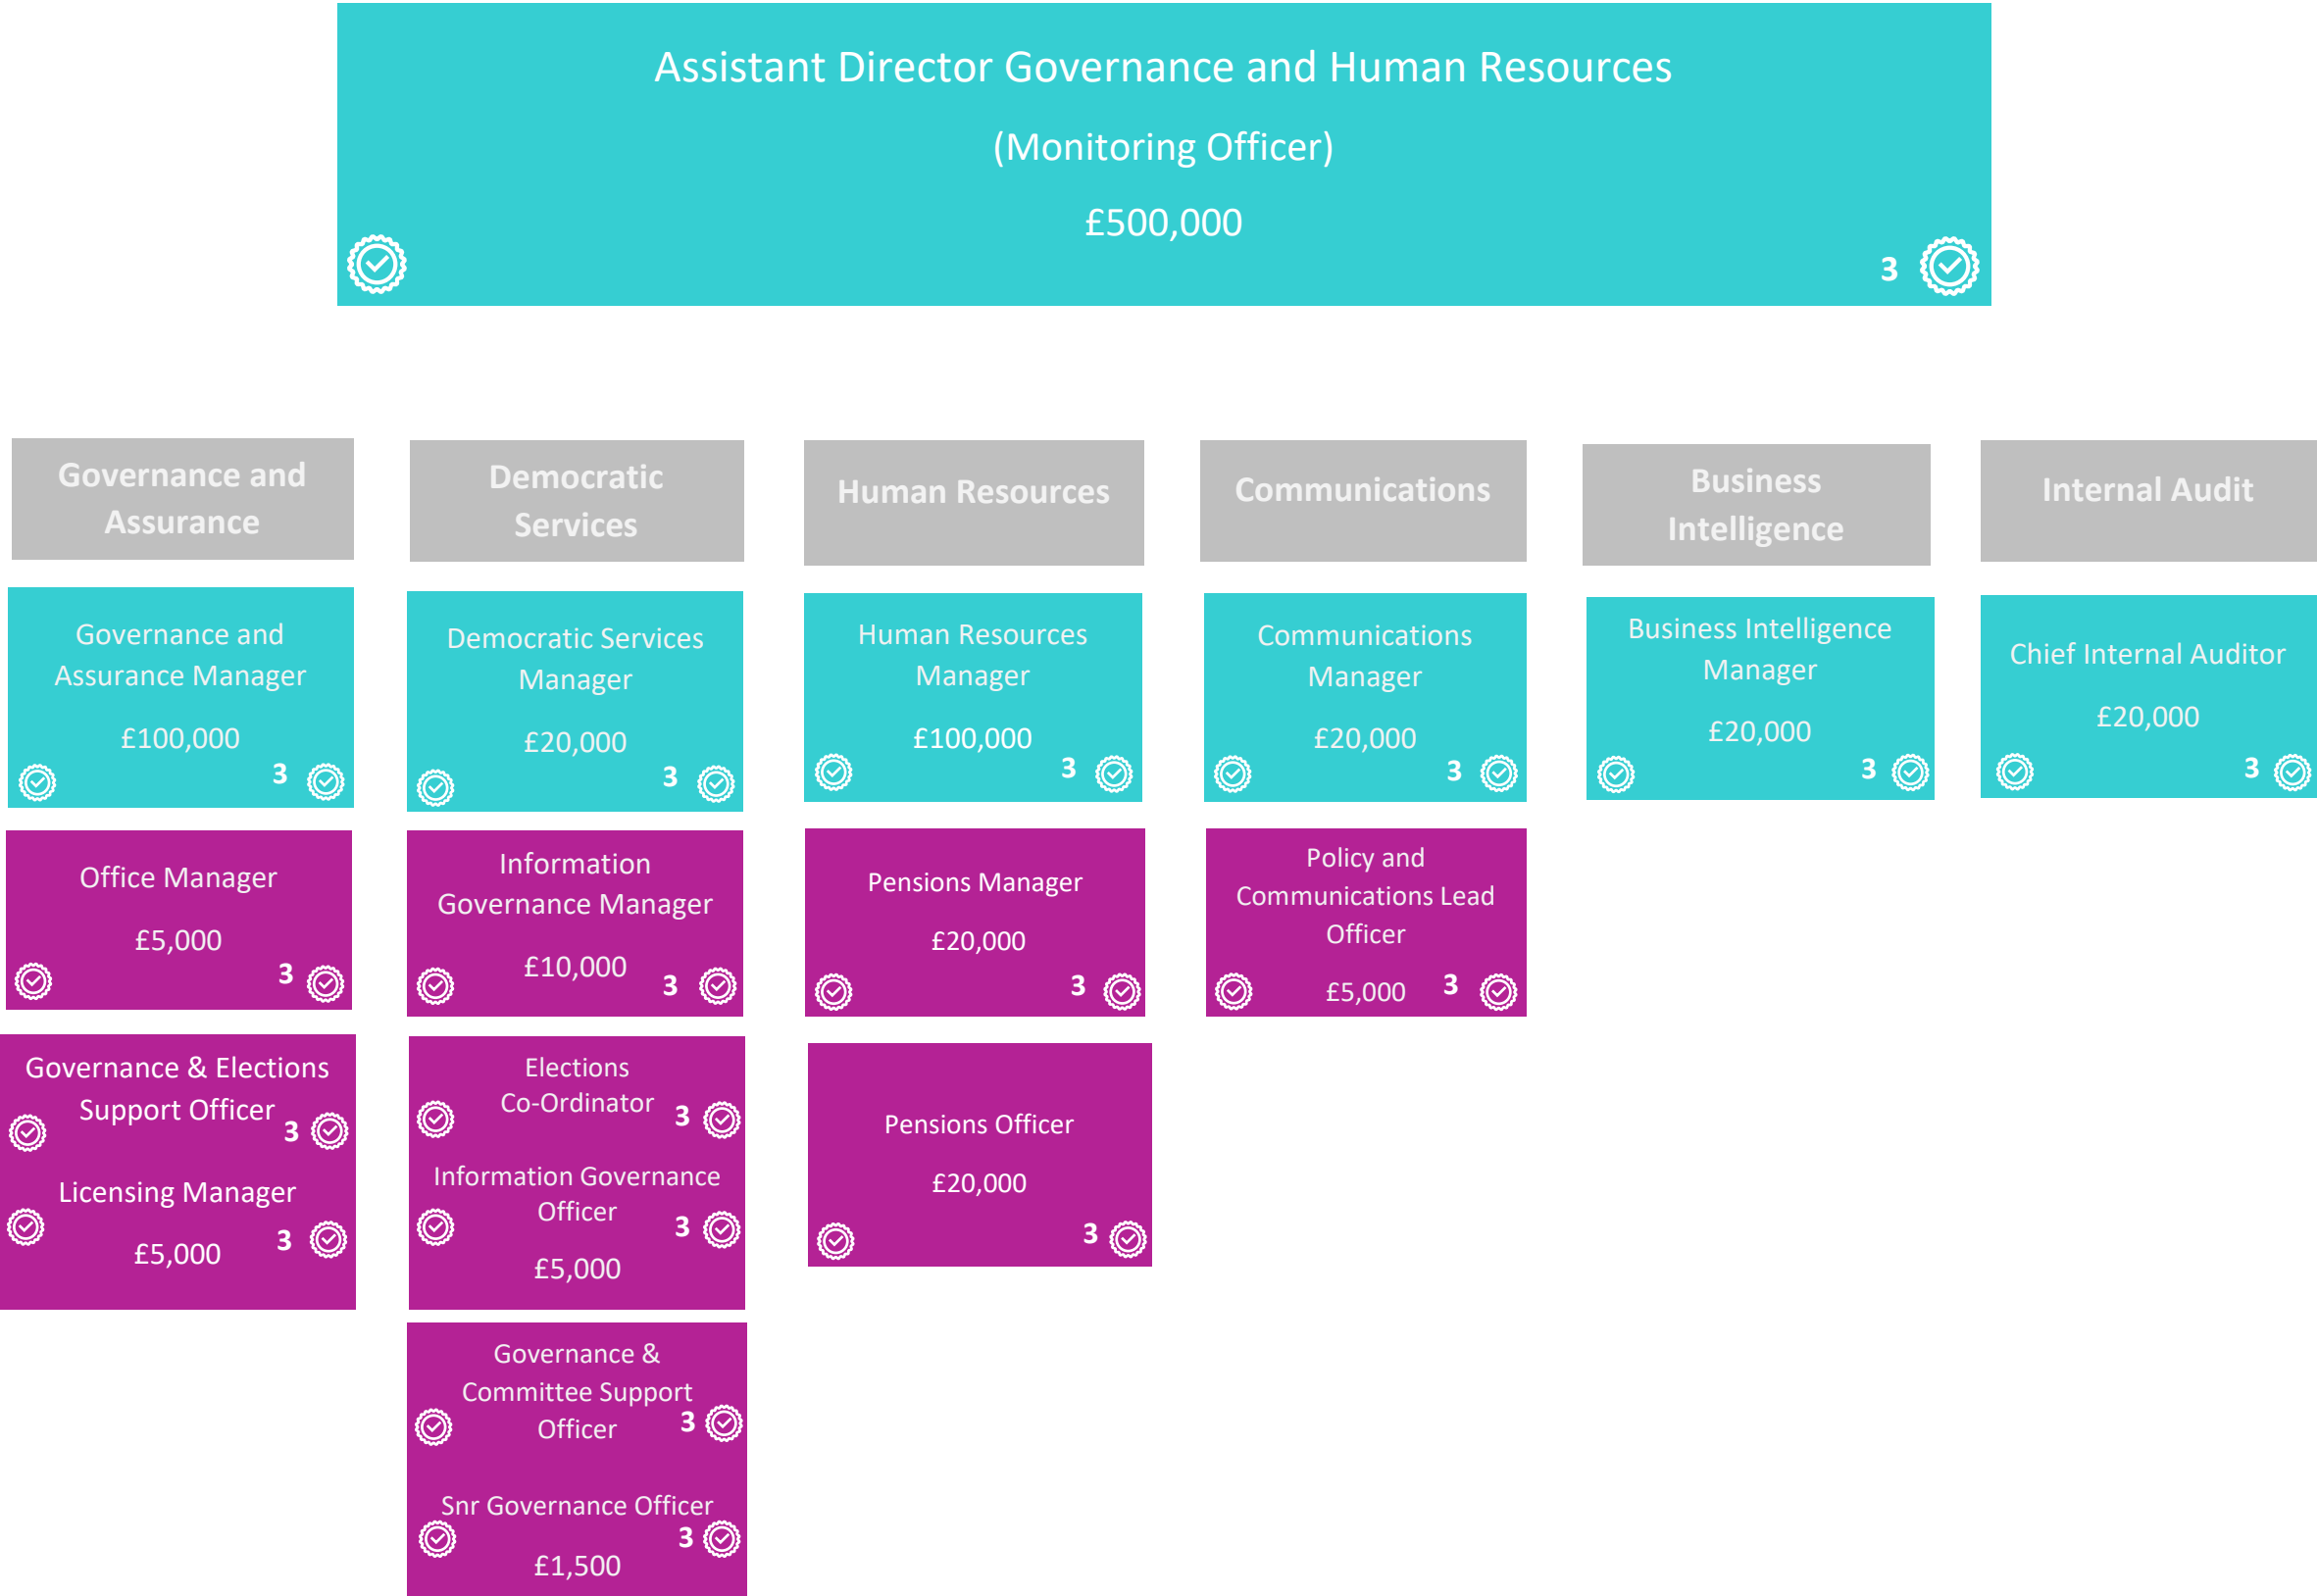 Assistant Director Governance and Human Resources
(Monitoring Officer)
£500,000
3
Governance and
Assurance
Governance and
Assurance Manager
£100,000
3
Office Manager
£5,000
3
Governance & Elections
Support Officer
3
Licensing Manager
£5,000
3
Democratic
Services
Democratic Services
Manager
£20,000
3
Information
Governance Manager
£10,000
3
Elections
Co-Ordinator
3
Information Governance
Officer
3
£5,000
Governance &
Committee Support
Officer
3
Snr Governance Officer
3
£1,500
Human Resources
Human Resources
Manager
£100,000
3
Pensions Manager
£20,000
3
Pensions Officer
£20,000
3
Communications
Communications
Manager
£20,000
3
Policy and
Communications Lead
Officer
£5,000
3
Business
Intelligence
Business Intelligence
Manager
£20,000
3
Internal Audit
Chief Internal Auditor
£20,000
3